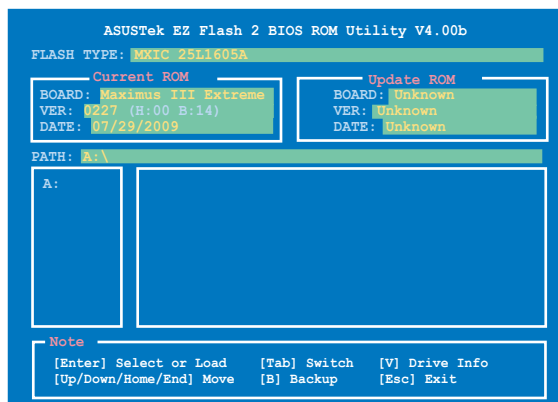 ASUSTek EZ Flash 2 BIOS ROM Utility V4.00b
FLASH TYPE: MXIC 25L1605A
Current ROM
BOARD: Maximus III Extreme
VER: 0227 (H:00 B:14)
DATE: 07/29/2009
Update ROM
BOARD: Unknown
VER: Unknown
DATE: Unknown
PATH: A:\
A:
Note
[Enter] Select or Load [Tab] Switch [V] Drive Info
[Up/Down/Home/End] Move [B] Backup [Esc] Exit